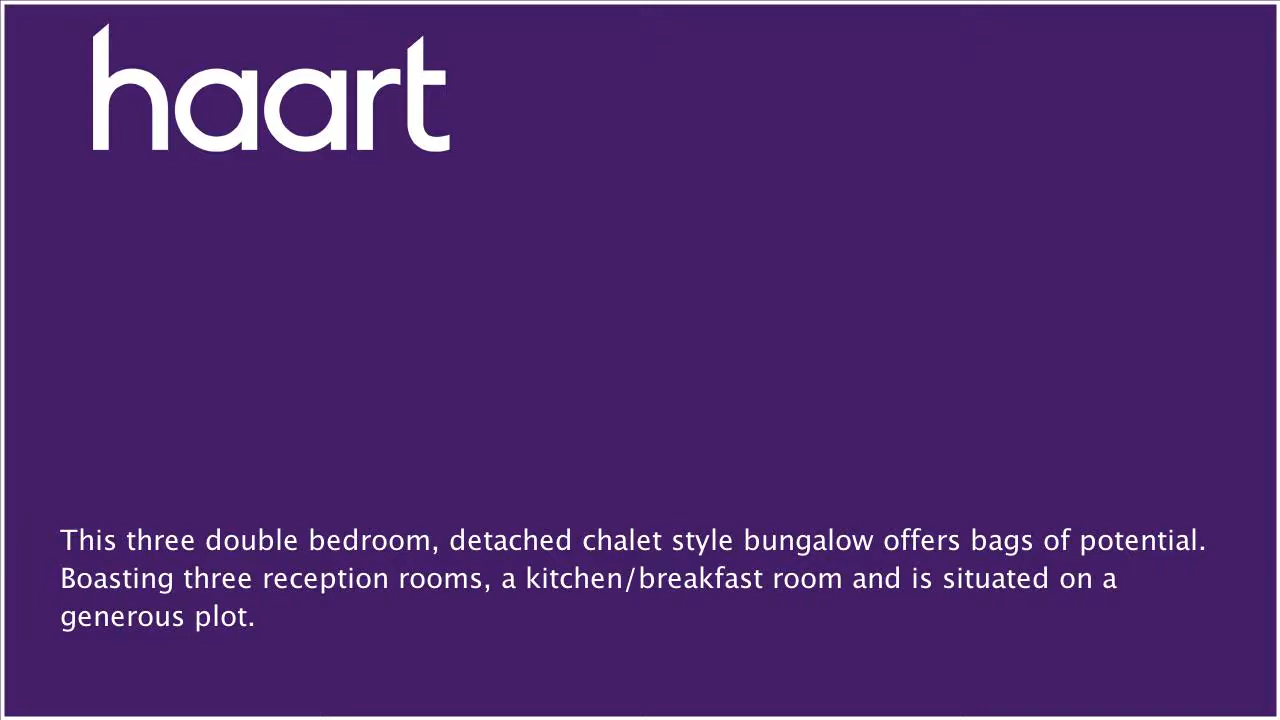 haart
This three double bedroom, detached chalet style bungalow offers bags of potential.
Boasting three reception rooms, a kitchen/breakfast room and is situated on a
generous plot.